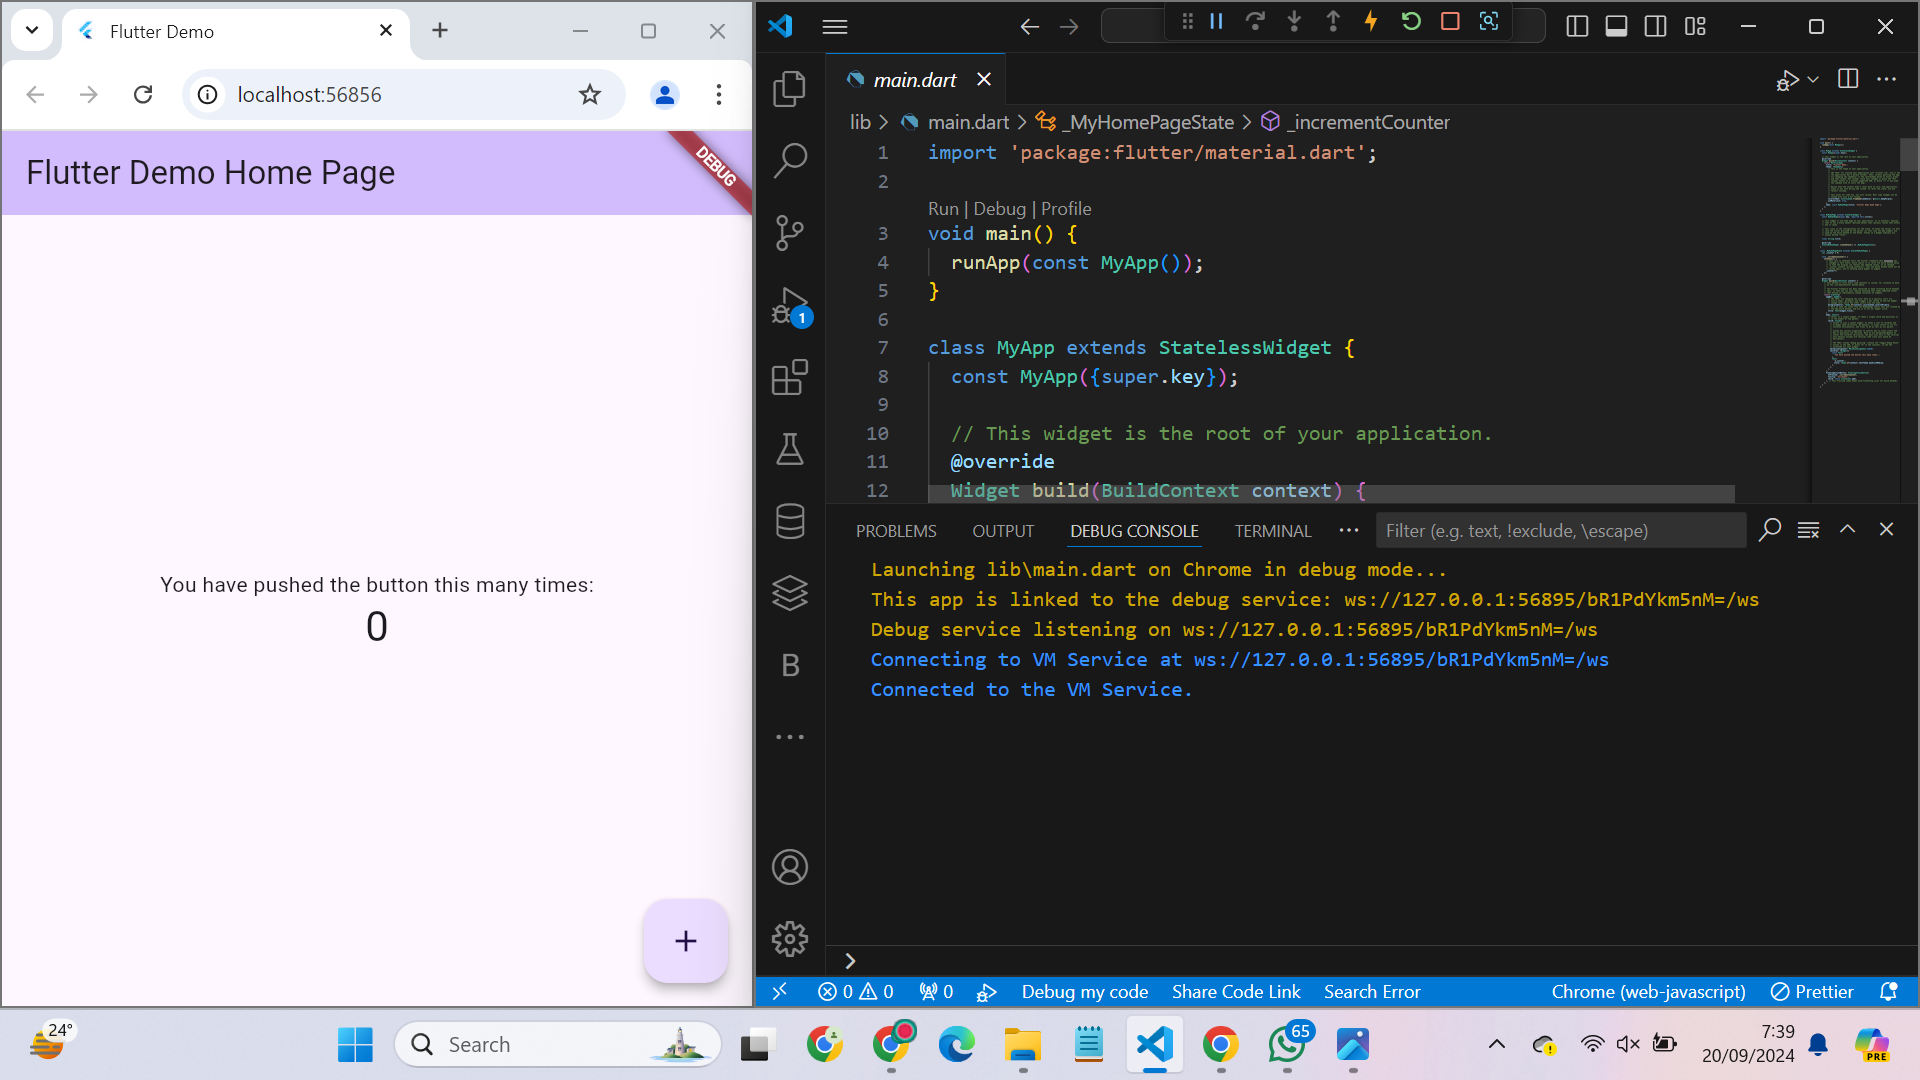 Flutter Demo
localhost:56856
Flutter Demo Home Page
DEBUG
You have pushed the button this many times:
0
main.dart
lib > main.dart > _MyHomePageState > _incrementCounter
1 import 'package:flutter/material.dart';
2
Run | Debug | Profile
3 void main() {
4 runApp(const MyApp());
5 }
6
7 class MyApp extends StatelessWidget {
8 const MyApp({super.key});
9
10 // This widget is the root of your application.
11 @override
12 Widget build(BuildContext context) {
1
B
PROBLEMS OUTPUT DEBUG CONSOLE TERMINAL Filter (e.g. text, !exclude, \escape)
Launching lib\main.dart on Chrome in debug mode...
This app is linked to the debug service: ws://127.0.0.1:56895/bR1PdYkm5nM=/ws
Debug service listening on ws://127.0.0.1:56895/bR1PdYkm5nM=/ws
Connecting to VM Service at ws://127.0.0.1:56895/bR1PdYkm5nM=/ws
Connected to the VM Service.
0 0 0 Debug my code Share Code Link Search Error Chrome (web-javascript) Prettier
24°
Search
65
7:39
20/09/2024
PRE